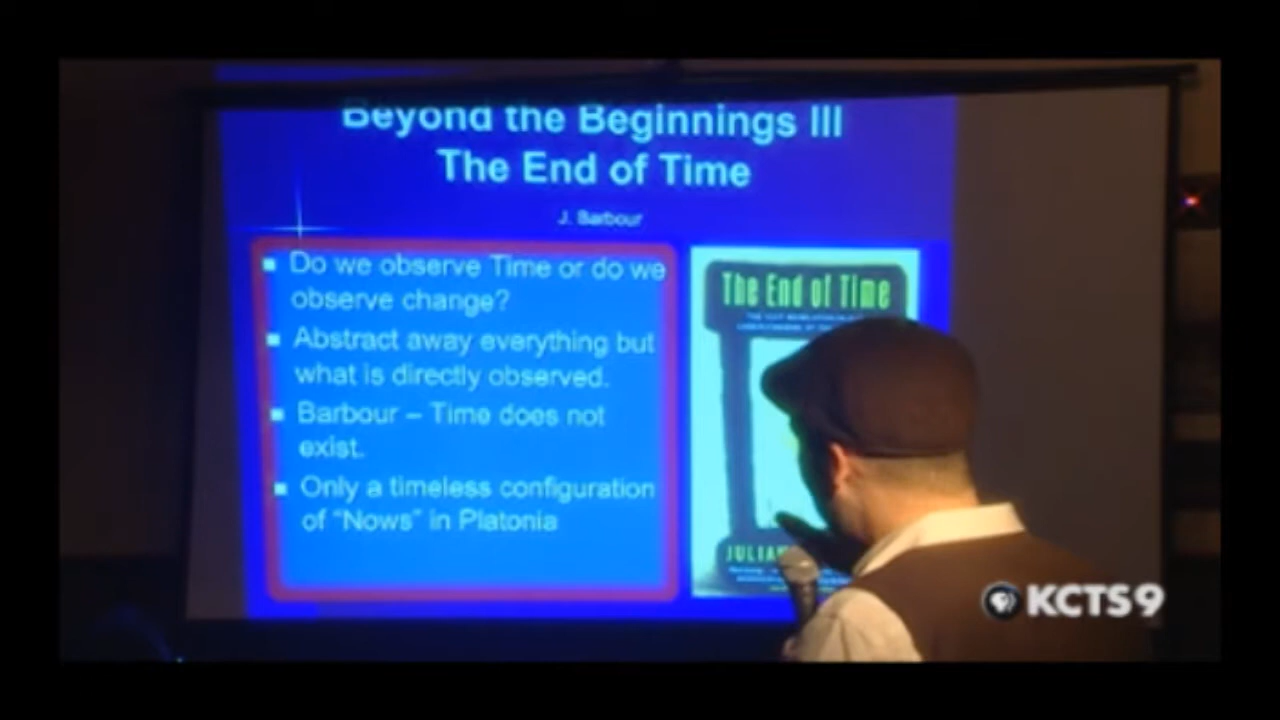 Beyond the Beginnings III
The End of Time
J. Barbour
▪ Do we observe Time or do we
observe change?
▪ Abstract away everything but
what is directly observed.
▪ Barbour – Time does not
exist.
▪ Only a timeless configuration
of “Nows” in Platonia
The End of Time
KCTS9